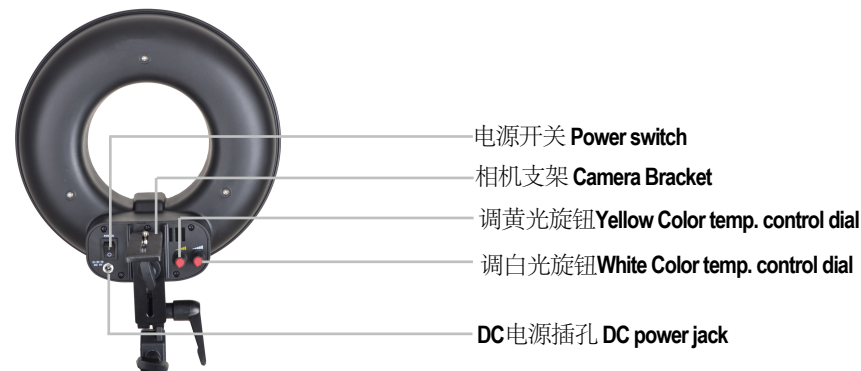 电源开关 Power switch
相机支架 Camera Bracket
调黄光旋钮Yellow Color temp. control dial
调白光旋钮White Color temp. control dial
DC电源插孔 DC power jack